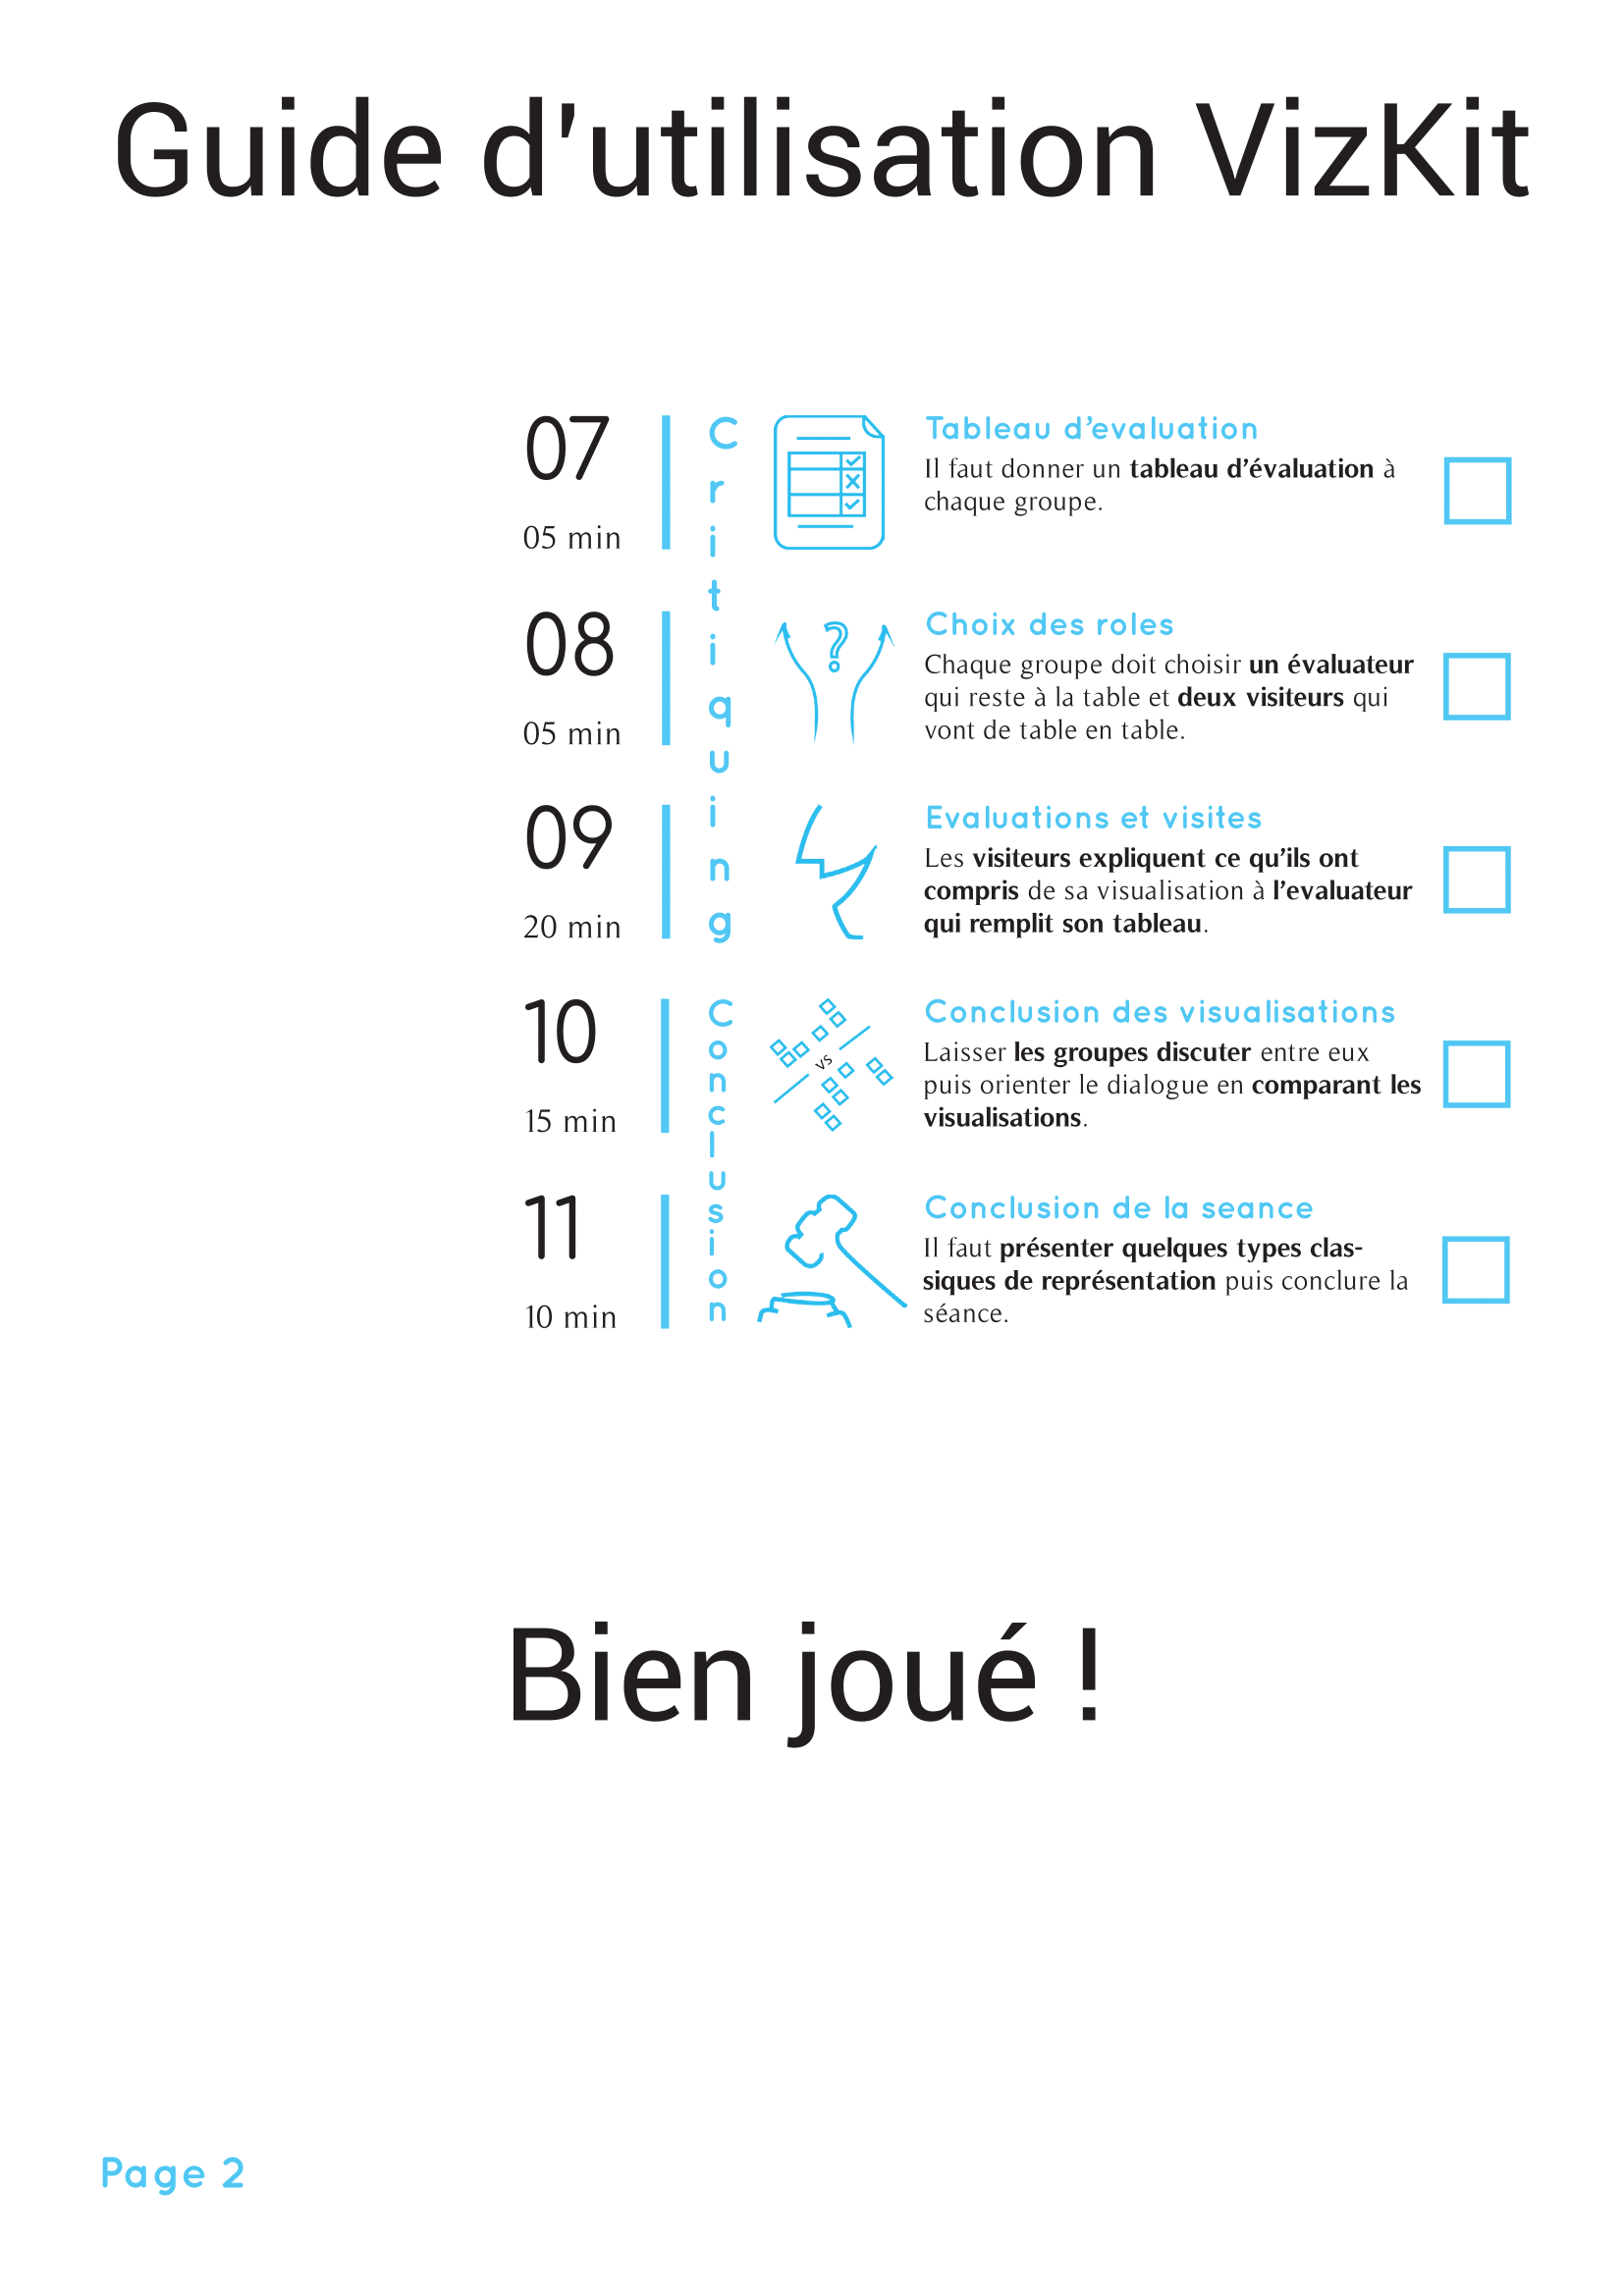 Guide d'utilisation VizKit
07
05 min
Critiquing
Tableau d’evaluation
Il faut donner un tableau d’évaluation à
chaque groupe.
08
05 min
Choix des roles
Chaque groupe doit choisir un évaluateur
qui reste à la table et deux visiteurs qui
vont de table en table.
09
20 min
Evaluations et visites
Les visiteurs expliquent ce qu’ils ont
compris de sa visualisation à l’evaluateur
qui remplit son tableau.
10
15 min
Conclusion
vs
Conclusion des visualisations
Laisser les groupes discuter entre eux
puis orienter le dialogue en comparant les
visualisations.
11
10 min
Conclusion de la seance
Il faut présenter quelques types clas-
siques de représentation puis conclure la
séance.
Bien joué !
Page 2